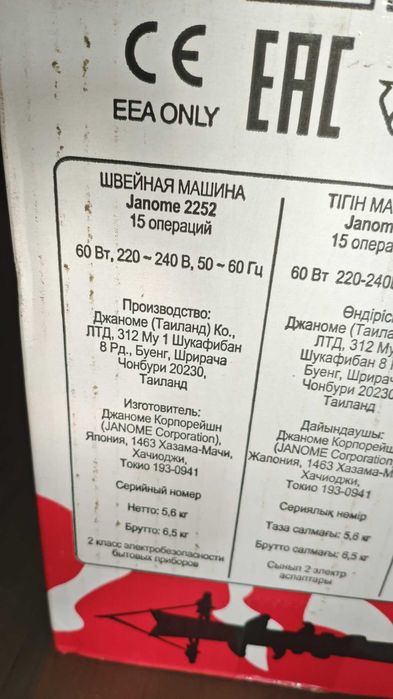 CE
EEA ONLY
EAC
ШВЕЙНАЯ МАШИНА
Janome 2252
15 операций
60 Вт, 220 ~ 240 В, 50 ~ 60 Гц
Производство:
Джаноме (Таиланд) Ко.,
ЛТД, 312 Му 1 Шукафибан
8 Рд., Буенг, Шрирача
Чонбури 20230,
Таиланд
Изготовитель:
Джаноме Корпорейшн
(JANOME Corporation),
Япония, 1463 Хазама-Мачи,
Хачиоджи,
Токио 193-0941
Серийный номер
Нетто: 5,6 кг
Брутто: 6,5 кг
2 класс электробезопасности
бытовых приборов
ТІГІН МА
Janom
15 опера
60 Вт 220-240
Өндіріс
Джаноме (Таила
ЛТД, 312 Му
Шукафибан 8
Буенг, Шрирач
Чонбури 20230
Таиланд
Дайындаушы:
Джаноме Корпорейш
(JANOME Corporation
Жапония, 1463 Хазама-М
Хачиоджи,
Токио 193-0941
Сериялық нөмір
Таза салмағы: 5,6 кг
Брутто салмағы: 6,5 кг
Сынып 2 электр
аспаптары